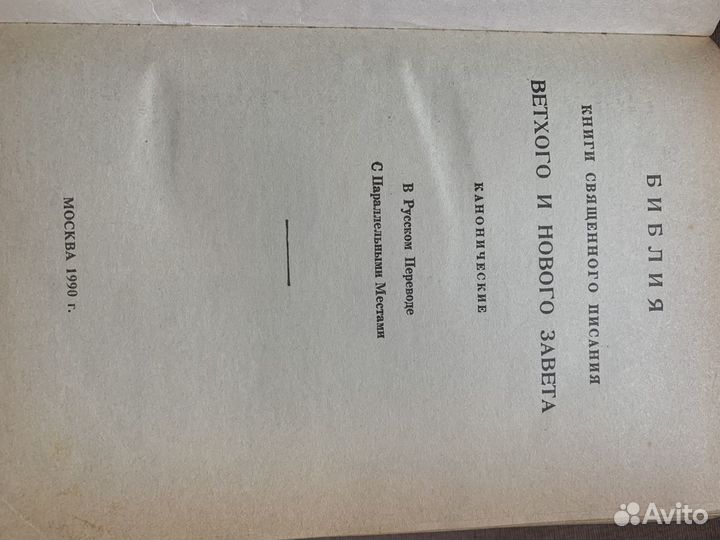 БИБЛИЯ
КНИГИ СВЯЩЕННОГО ПИСАНИЯ
ВЕТХОГО И НОВОГО ЗАВЕТА
КАНОНИЧЕСКИЕ
В Русском Переводе
С Параллельными Местами
МОСКВА 1990 г.
Avito